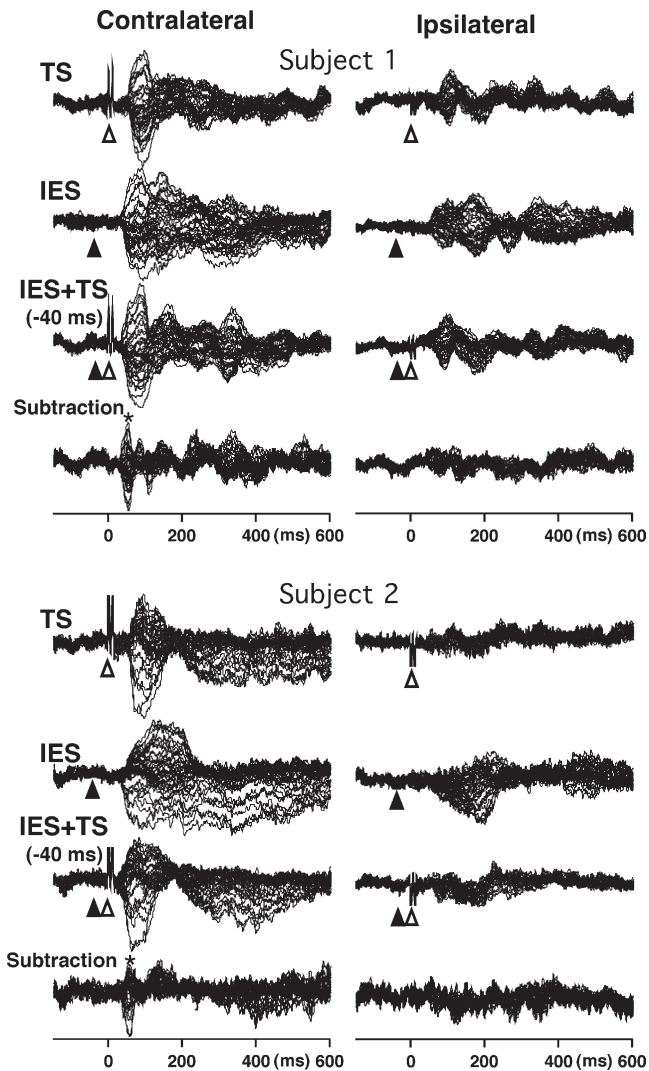 Contralateral Ipsilateral
Subject 1
TS
IES
IES+TS
(-40 ms)
Subtraction *
0 200 400 (ms) 600 0 200 400 (ms) 600
Subject 2
TS
IES
IES+TS
(-40 ms)
Subtraction *
0 200 400 (ms) 600 0 200 400 (ms) 600